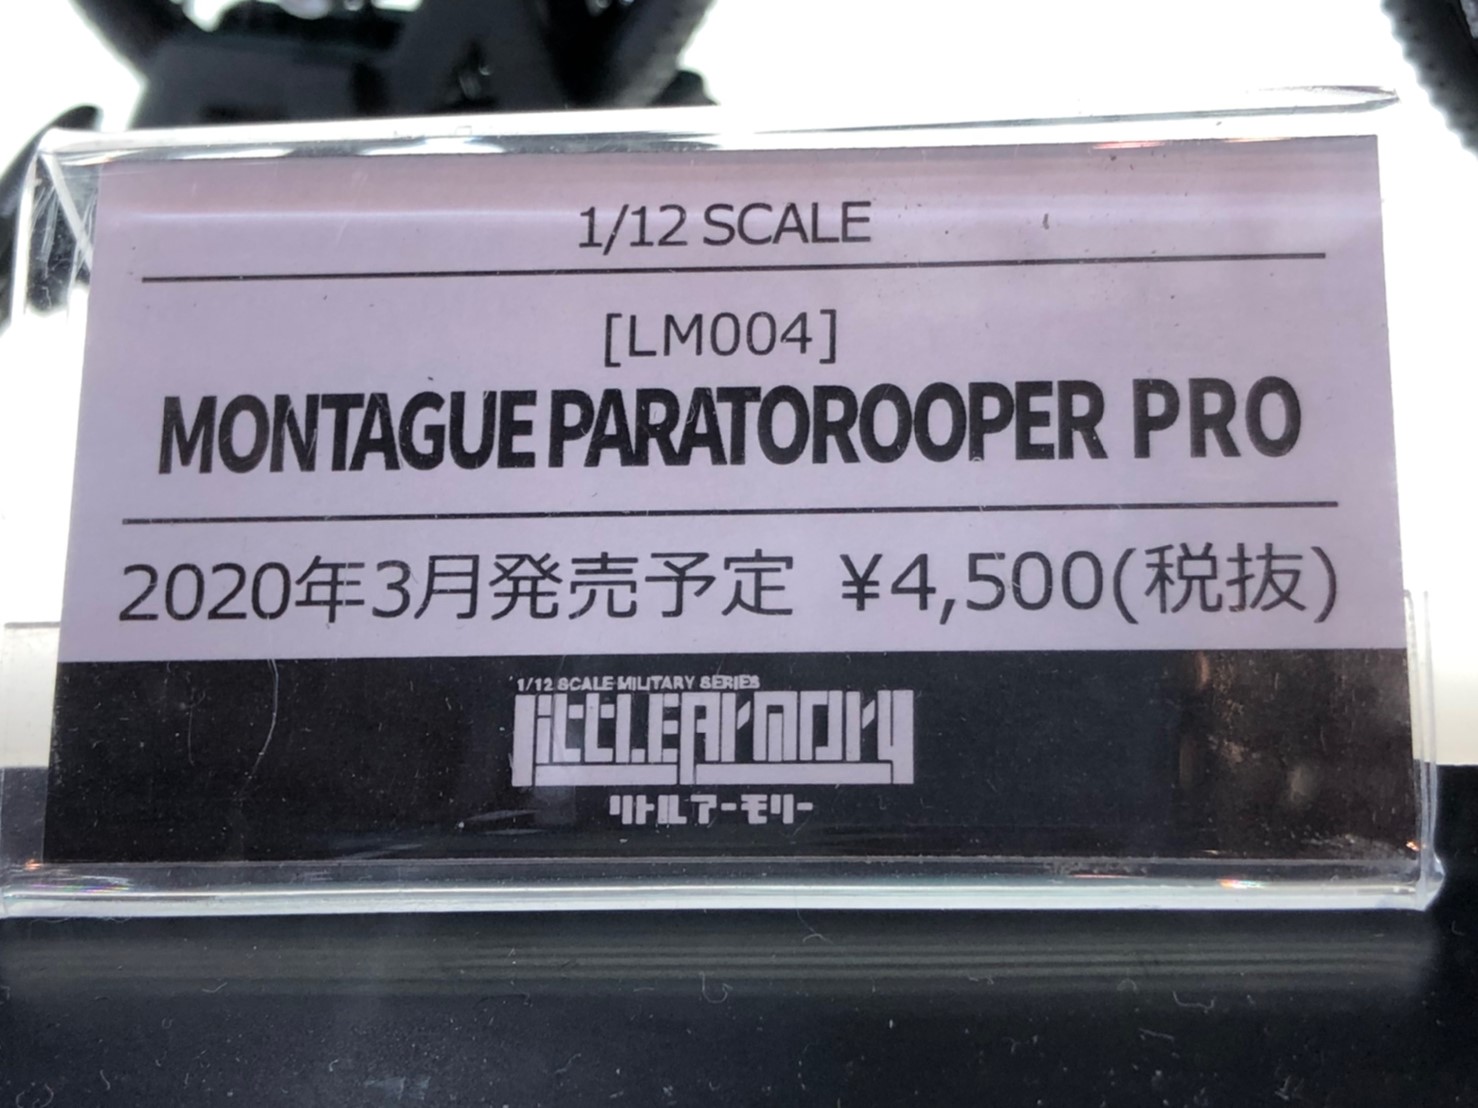 1/12 SCALE
[LM004]
MONTAGUE PARATOROOPER PRO
2020年3月発売予定 ¥4,500(税抜)
1/12 SCALE MILITARY SERIES
LittLEArmory
リトルアーモリー